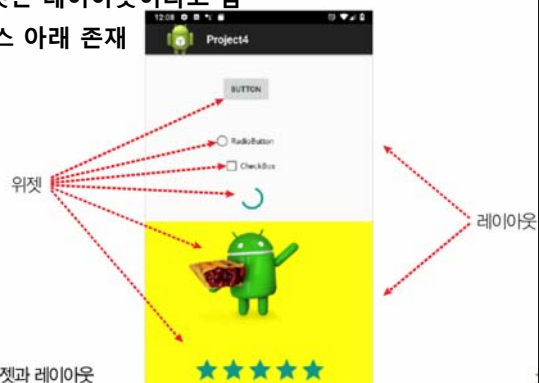 레이아웃이라고 함
스 아래 존재
12:08
Project4
BUTTON
RadioButton
CheckBox
위젯
레이아웃
젯과 레이아웃